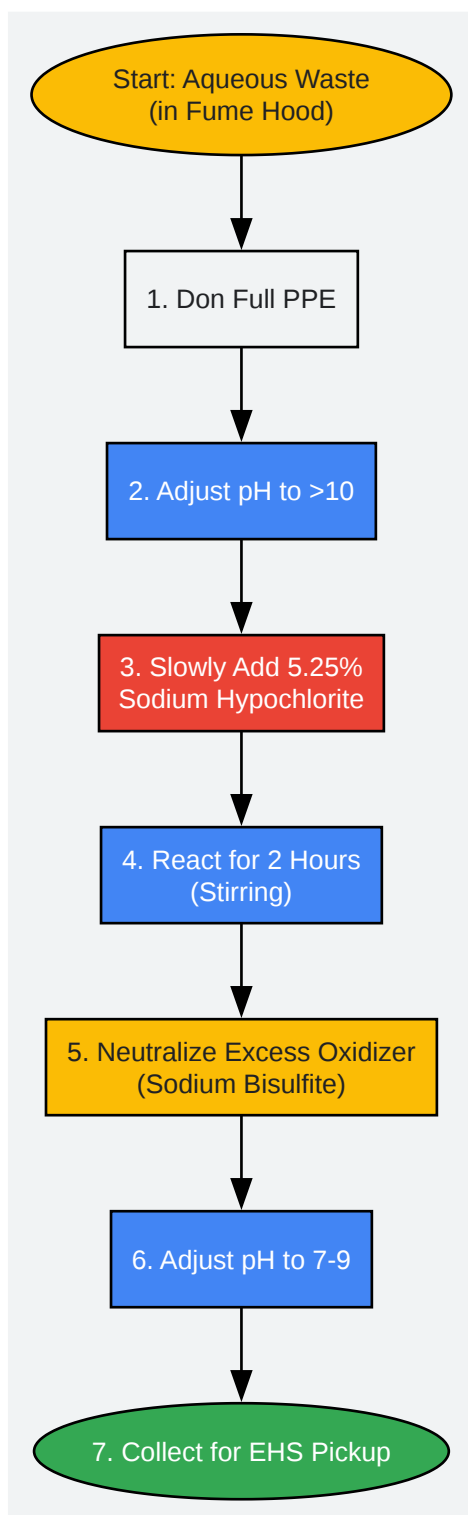 Start: Aqueous Waste
(in Fume Hood)
1. Don Full PPE
2. Adjust pH to >10
3. Slowly Add 5.25%
Sodium Hypochlorite
4. React for 2 Hours
(Stirring)
5. Neutralize Excess Oxidizer
(Sodium Bisulfite)
6. Adjust pH to 7-9
7. Collect for EHS Pickup